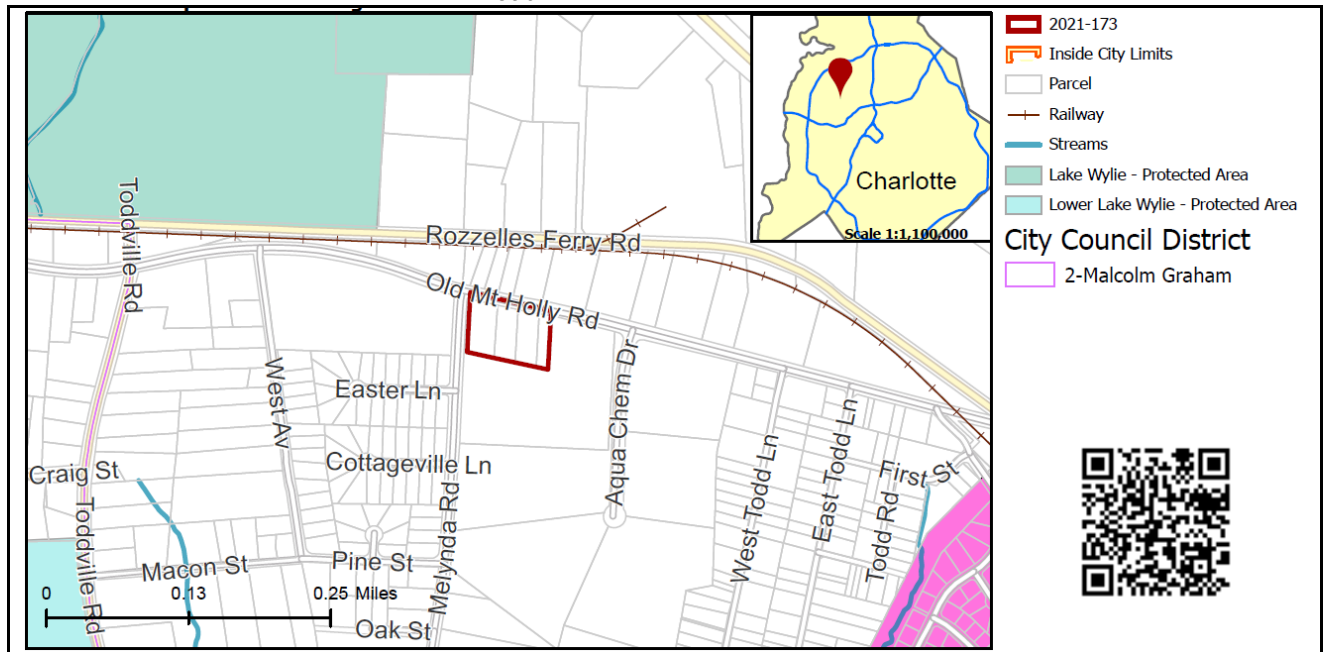 Charlotte
Scale 1:1,100,000
Toddville Rd
Rozzelles Ferry Rd
Old Mt Holly Rd
West Av
Easter Ln
Aqua Chem Dr
Cottageville Ln
Melynda Rd
Craig St
Toddville Rd
Macon St
Pine St
Oak St
West Todd Ln
East Todd Ln
Todd Rd
First St
0
0.13
0.25 Miles
2021-173
Inside City Limits
Parcel
Railway
Streams
Lake Wylie - Protected Area
Lower Lake Wylie - Protected Area
City Council District
2-Malcolm Graham